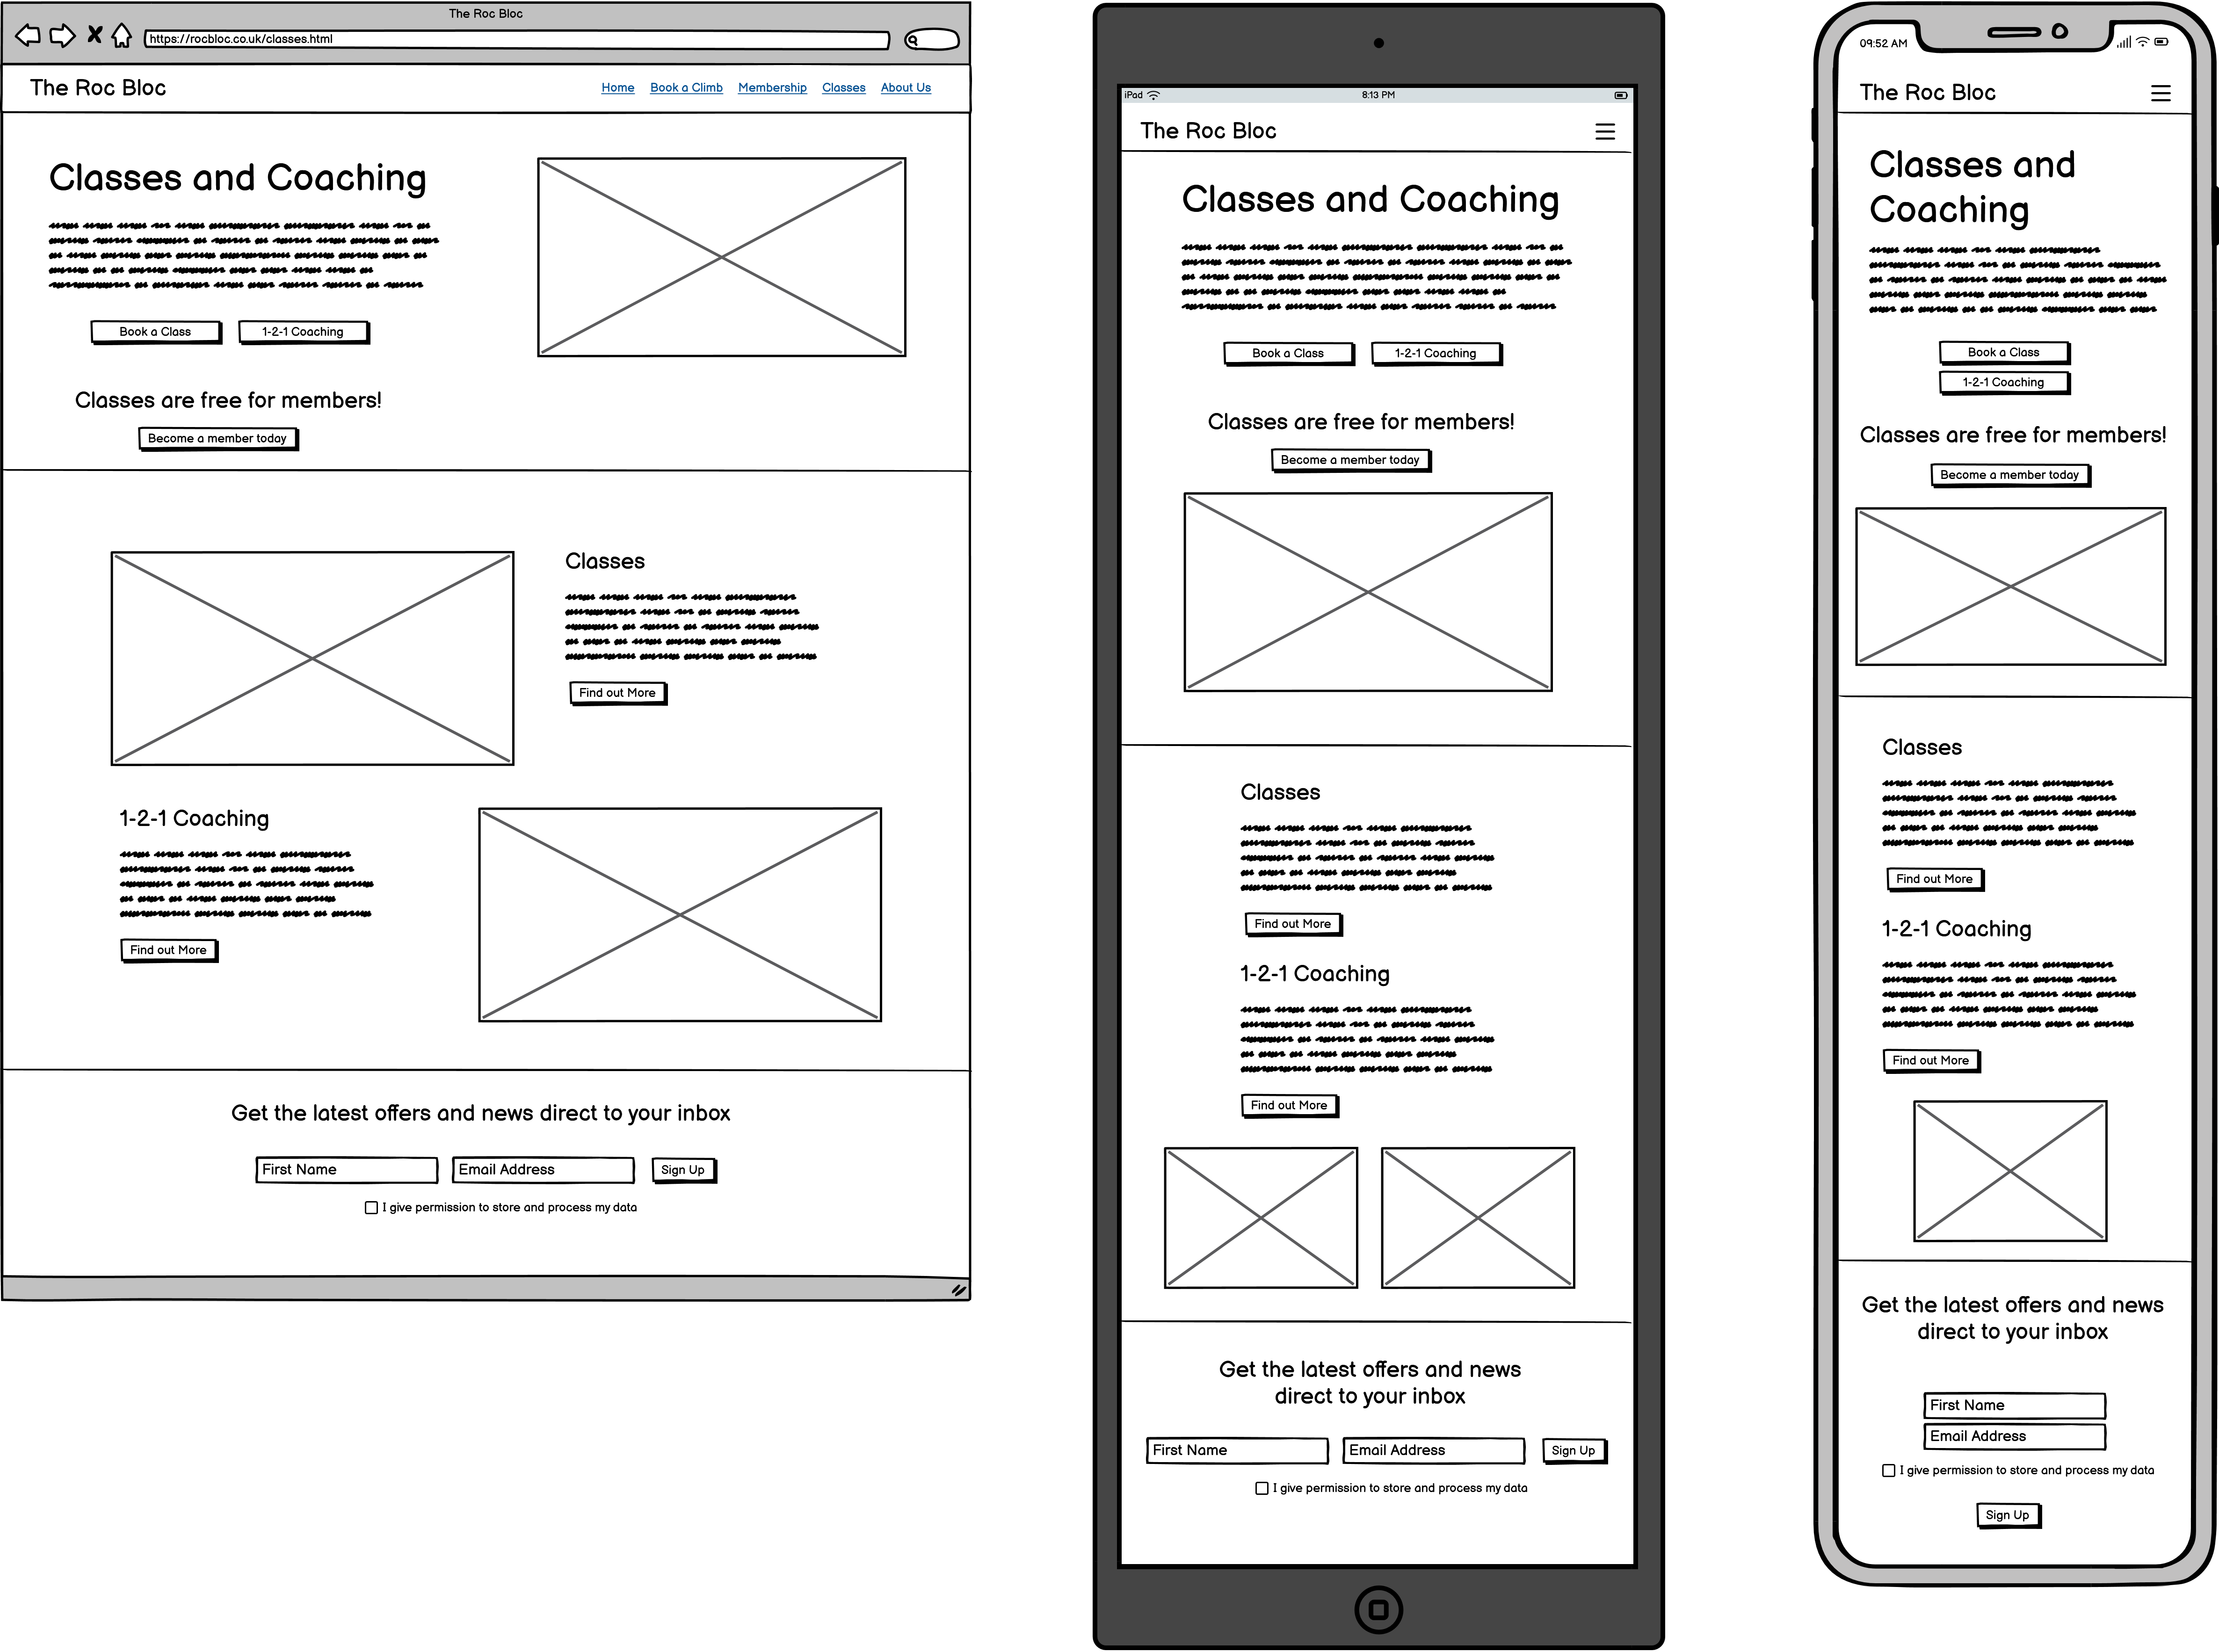 The Roc Bloc
https://rocbloc.co.uk/classes.html
The Roc Bloc
Home Book a Climb Membership Classes About Us
Classes and Coaching
Book a Class 1-2-1 Coaching
Classes are free for members!
Become a member today
Classes
Find out More
1-2-1 Coaching
Find out More
Get the latest offers and news direct to your inbox
First Name Email Address Sign Up
I give permission to store and process my data
iPad 8:13 PM
The Roc Bloc
Classes and Coaching
Book a Class 1-2-1 Coaching
Classes are free for members!
Become a member today
Classes
Find out More
1-2-1 Coaching
Find out More
Get the latest offers and news
direct to your inbox
First Name Email Address Sign Up
I give permission to store and process my data
09:52 AM
The Roc Bloc
Classes and
Coaching
Book a Class
1-2-1 Coaching
Classes are free for members!
Become a member today
Classes
Find out More
1-2-1 Coaching
Find out More
Get the latest offers and news
direct to your inbox
First Name
Email Address
I give permission to store and process my data
Sign Up